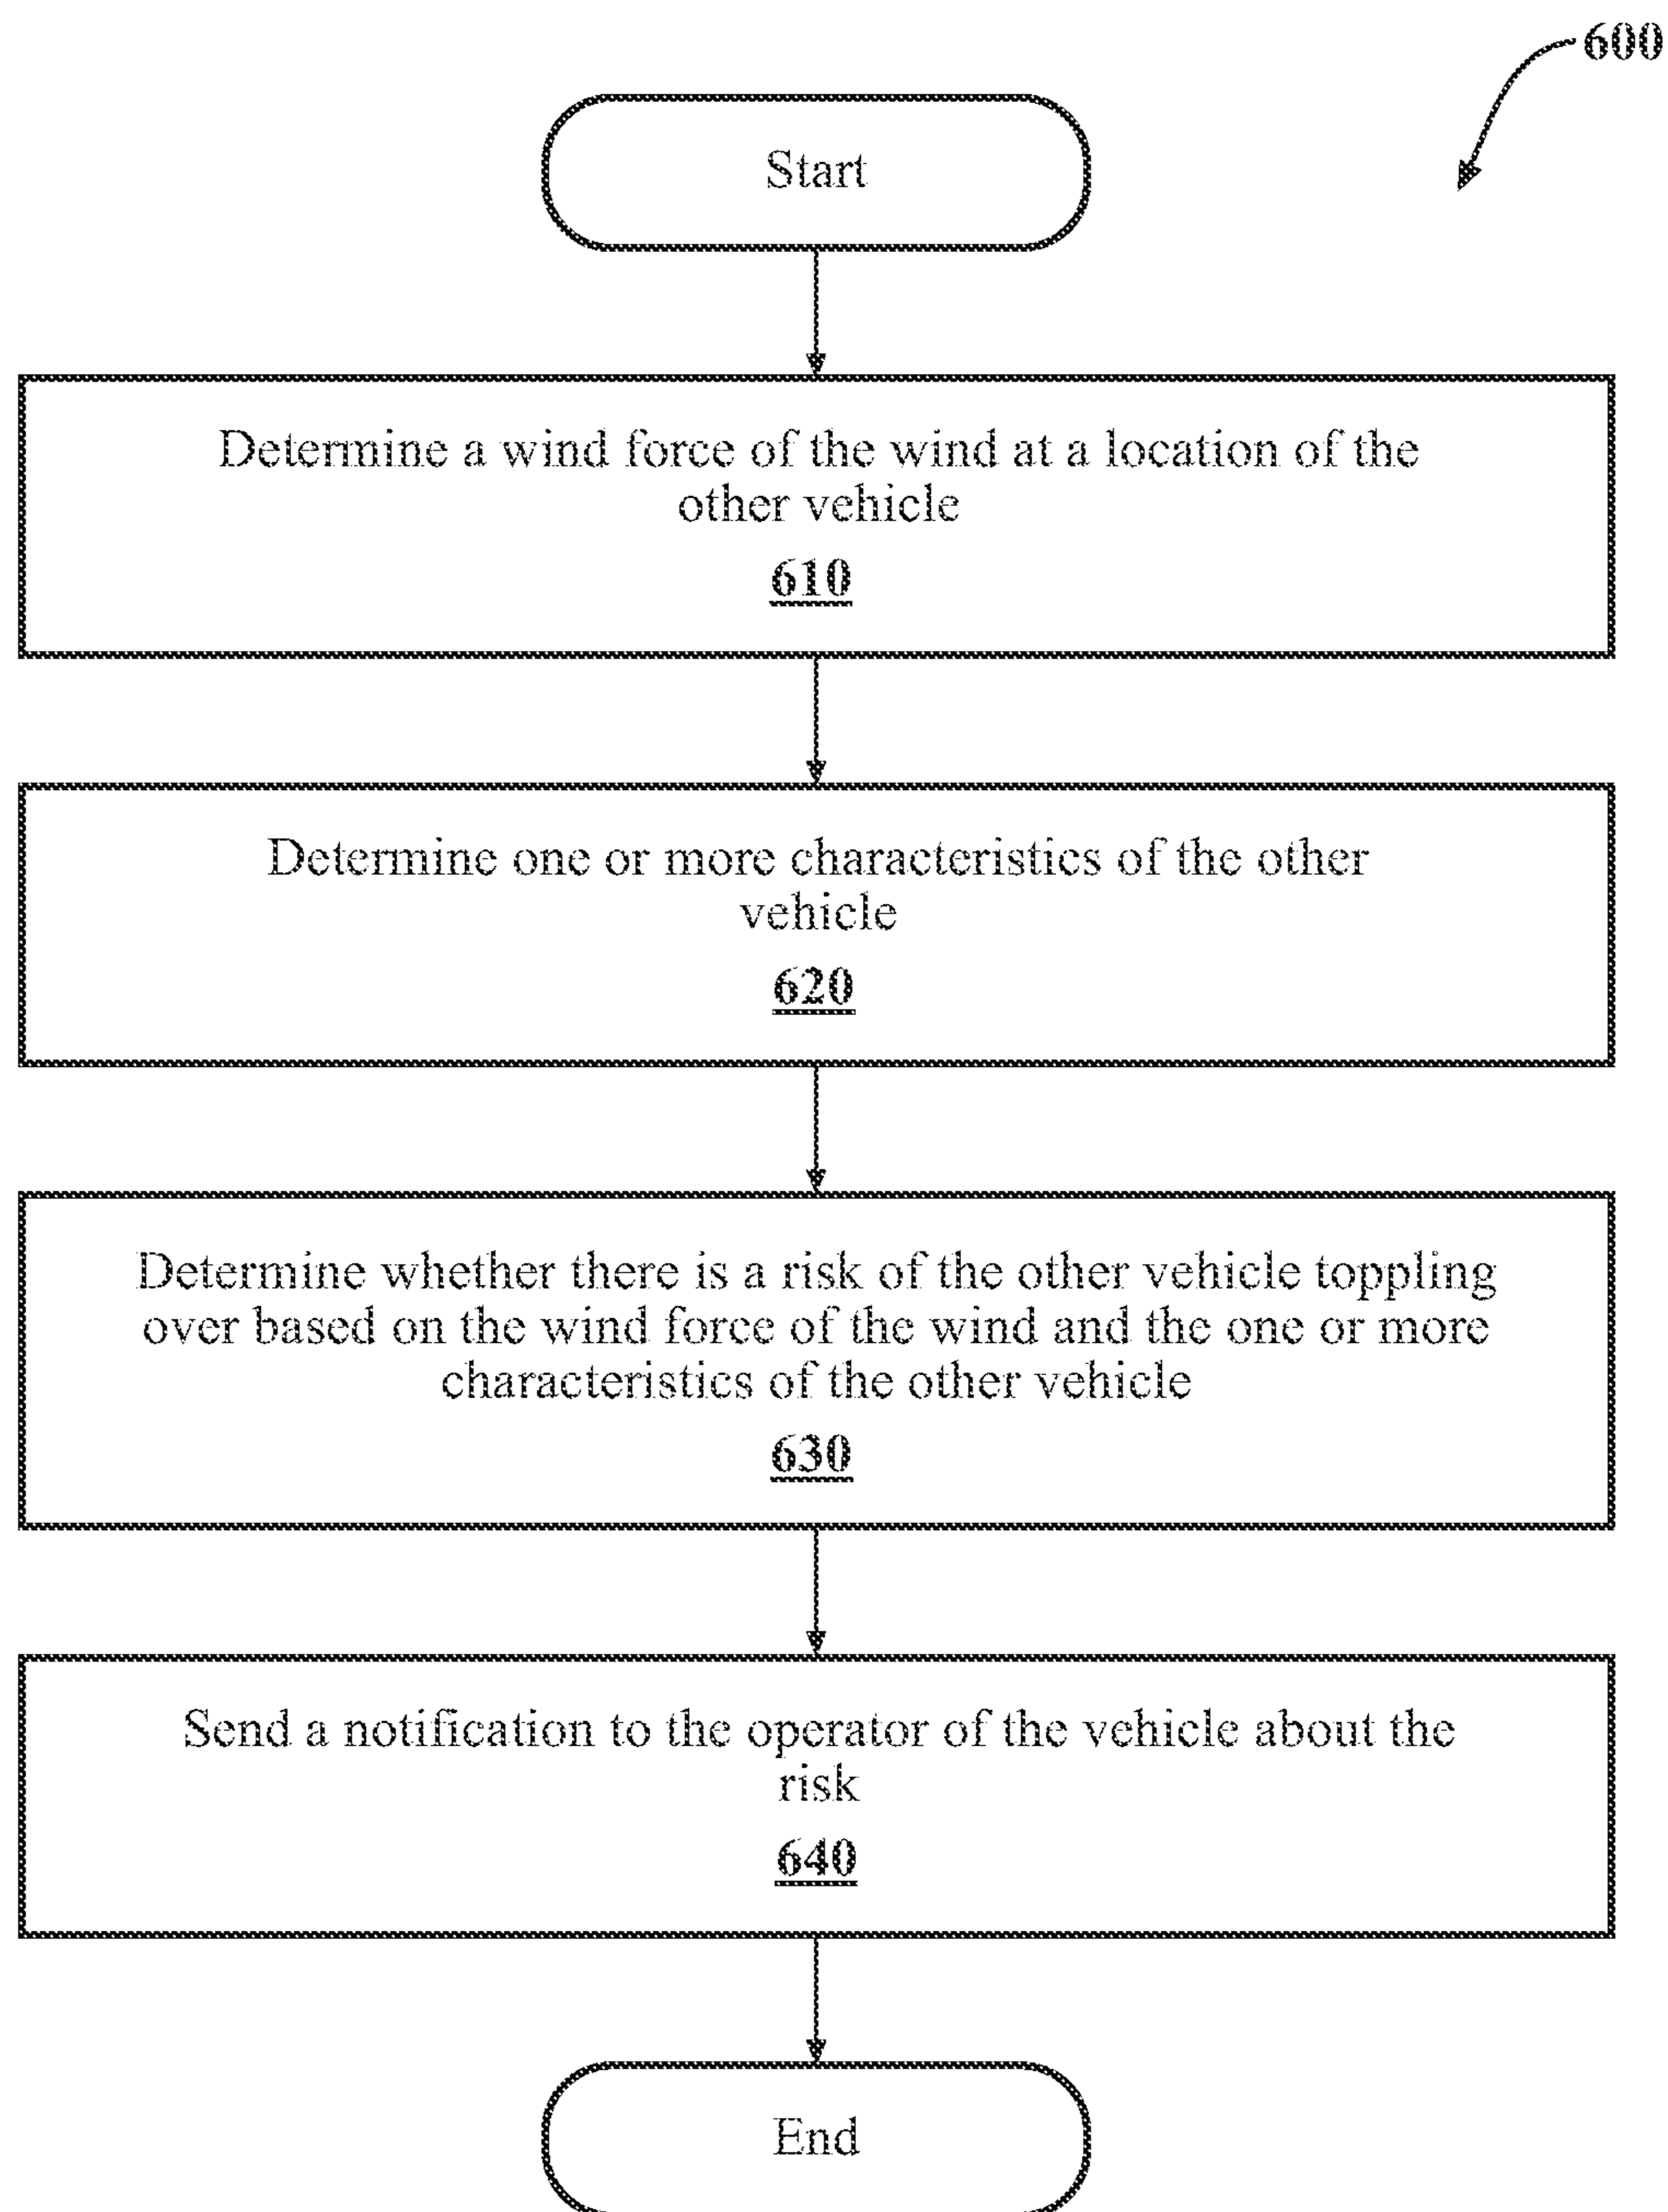 600
Start
Determine a wind force of the wind at a location of the
other vehicle
610
Determine one or more characteristics of the other
vehicle
620
Determine whether there is a risk of the other vehicle toppling
over based on the wind force of the wind and the one or more
characteristics of the other vehicle
630
Send a notification to the operator of the vehicle about the
risk
640
End